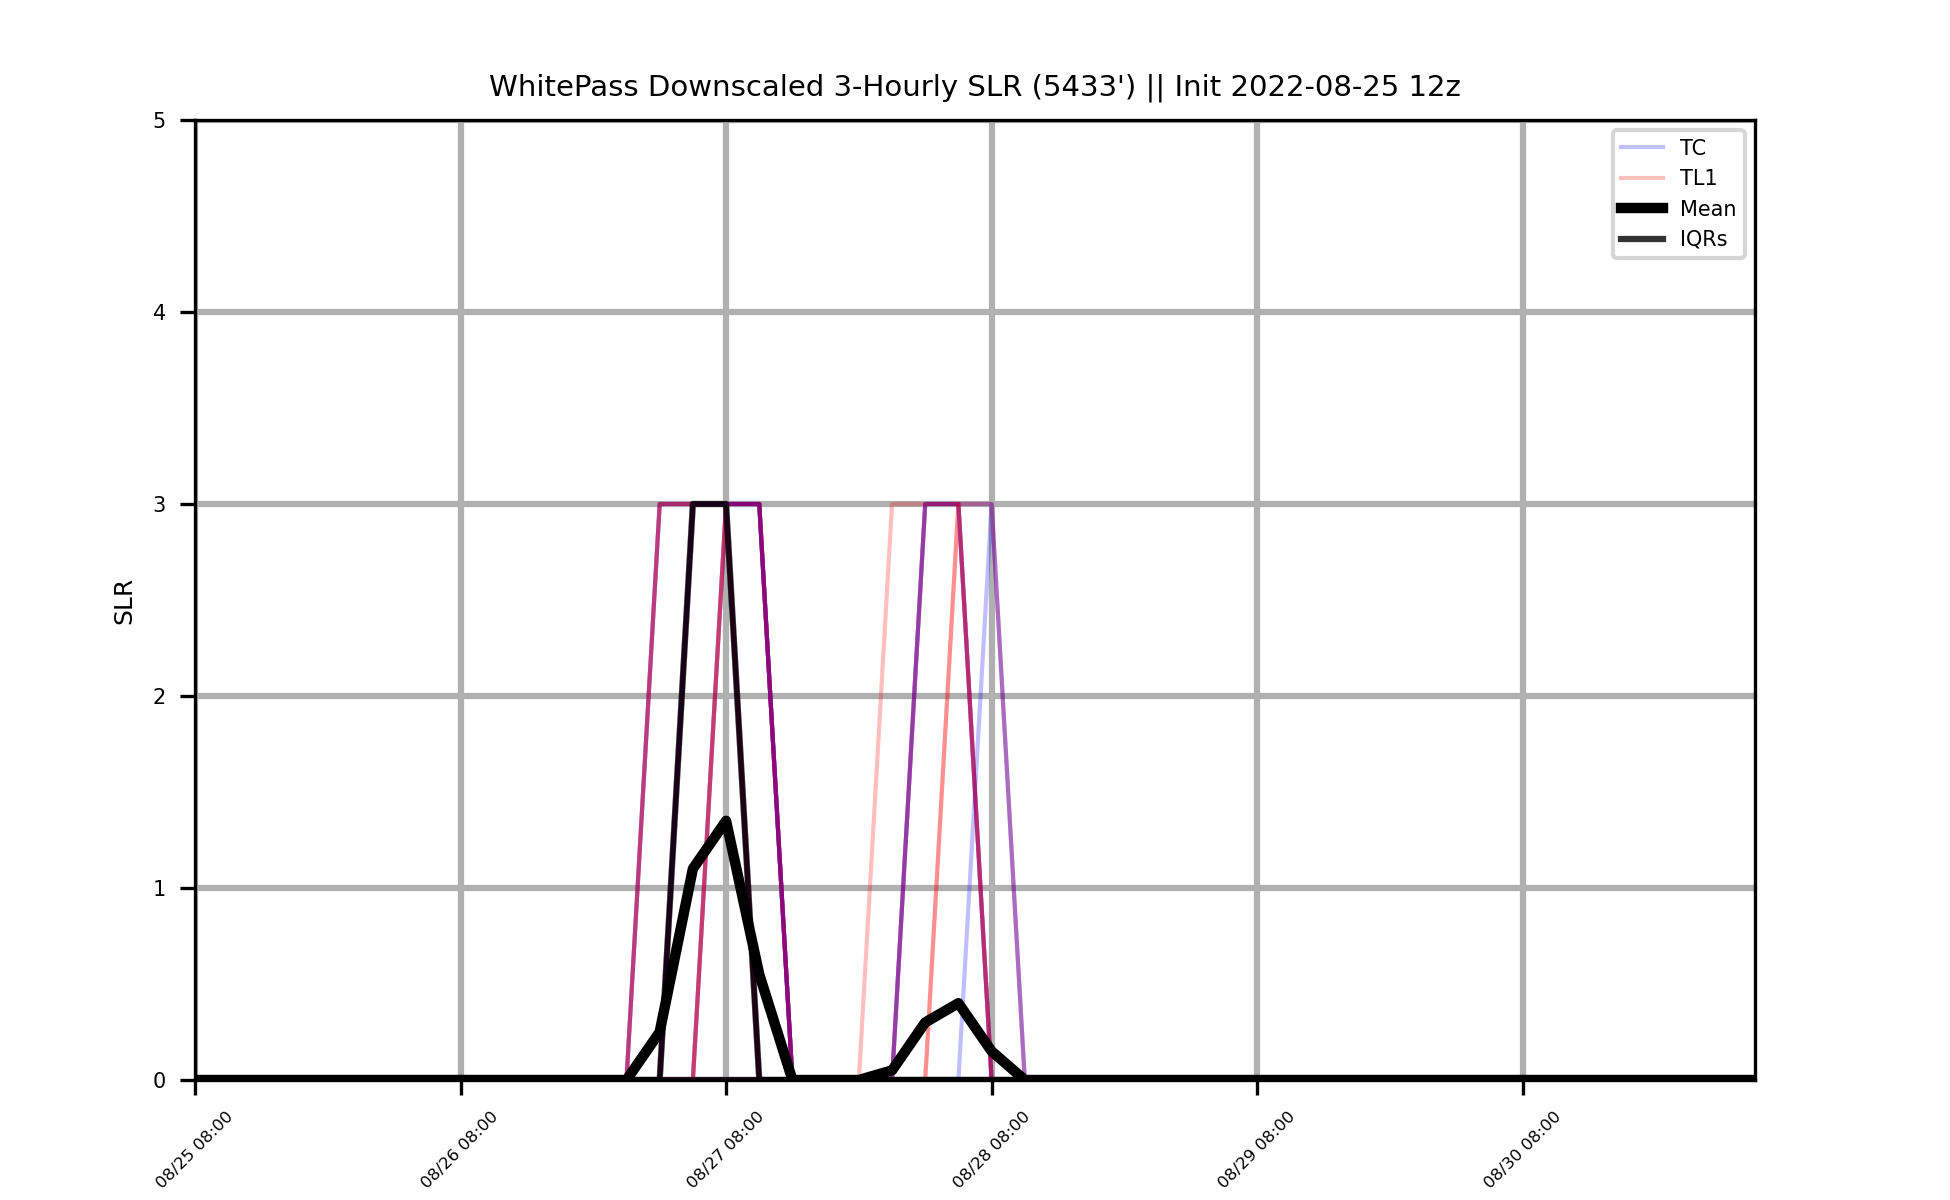 WhitePass Downscaled 3-Hourly SLR (5433') || Init 2022-08-25 12z
5
4
3
2
1
0
SLR
TC
TL1
Mean
IQRs
08/25 08:00
08/26 08:00
08/27 08:00
08/28 08:00
08/29 08:00
08/30 08:00